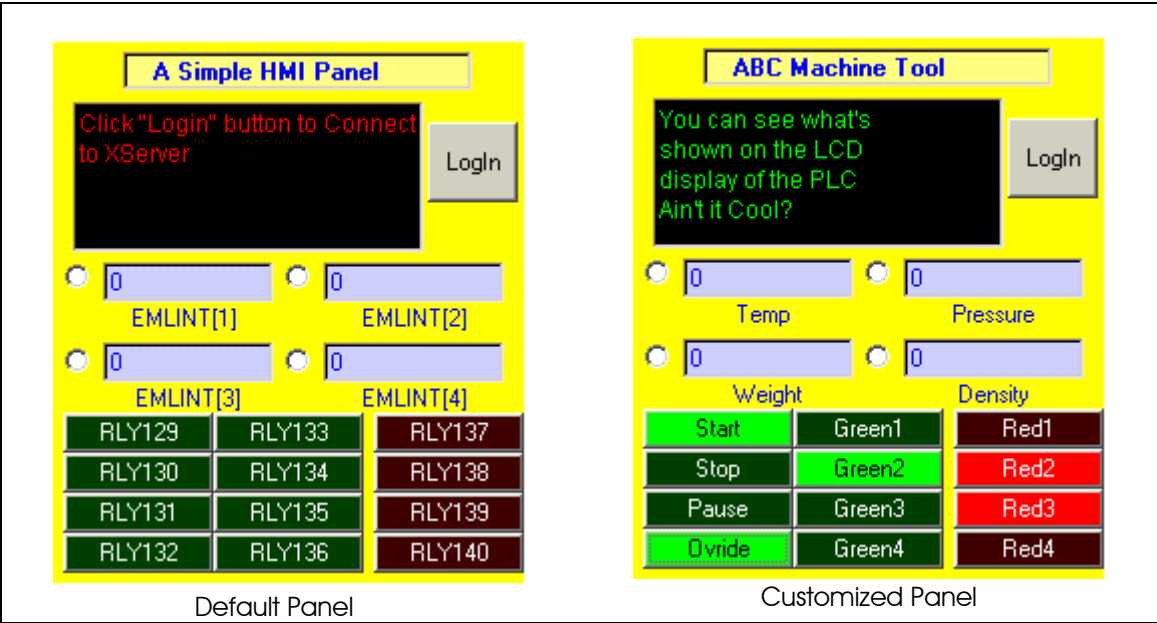 A Simple HMI Panel
Click "Login" button to Connect
to XServer
LogIn
0
0
EMLINT[1]
EMLINT[2]
0
0
EMLINT[3]
EMLINT[4]
RLY129
RLY133
RLY137
RLY130
RLY134
RLY138
RLY131
RLY135
RLY139
RLY132
RLY136
RLY140
Default Panel
ABC Machine Tool
You can see what's
shown on the LCD
display of the PLC
Ain't it Cool?
LogIn
0
0
Temp
Pressure
0
0
Weight
Density
Start
Green1
Red1
Stop
Green2
Red2
Pause
Green3
Red3
Ovride
Green4
Red4
Customized Panel